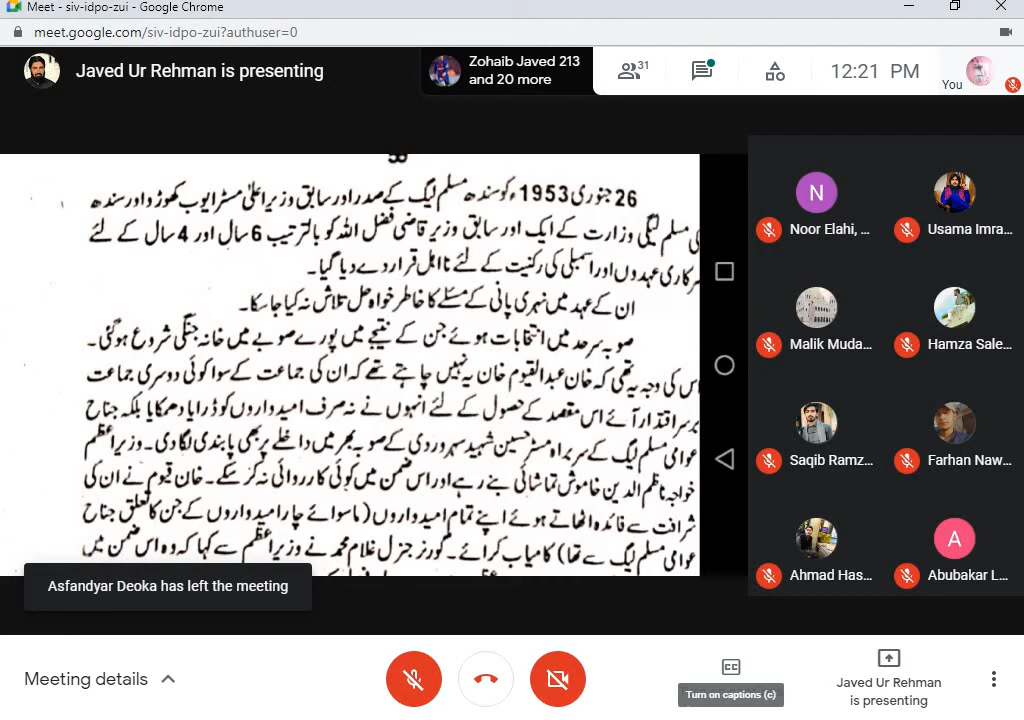 Meet - siv-idpo-zui - Google Chrome
meet.google.com/siv-idpo-zui?authuser=0
Javed Ur Rehman is presenting
Zohaib Javed 213
and 20 more
31
12:21 PM
You
26 جنوری 1953ء کو سندھ مسلم لیگ کے صدر اور سابق وزیر اعلیٰ مسٹر ایوب کھوڑو اور سندھ
کی مسلم لیگی وزارت کے ایک اور سابق وزیر قاضی فضل اللہ کو بالترتیب 6 سال اور 4 سال کے لئے
سرکاری عہدوں اور اسمبلی کی رکنیت کے لئے نااہل قرار دے دیا گیا۔
ان کے عہد میں نہری پانی کے مسئلے کا خاطر خواہ حل تلاش نہ کیا جا سکا۔
صوبہ سرحد میں انتخابات ہوئے جن کے نتیجے میں پورے صوبے میں خانہ جنگی شروع ہو گئی۔
اس کی وجہ یہ تھی کہ خان عبدالقیوم خان یہ نہیں چاہتے تھے کہ ان کی جماعت کے سوا کوئی دوسری جماعت
برسر اقتدار آئے اس مقصد کے حصول کے لئے انہوں نے نہ صرف امیدواروں کو ڈرایا دھمکایا بلکہ جناح
عوامی مسلم لیگ کے سربراہ مسٹر حسین شہید سہروردی کے صوبہ بھر میں داخلے پر بھی پابندی لگا دی۔ وزیر اعظم
خواجہ ناظم الدین خاموش تماشائی بنے رہے اور اس ضمن میں کوئی کارروائی نہ کر سکے۔ خان قیوم نے ان کی
شرافت سے فائدہ اٹھاتے ہوئے اپنے تمام امیدواروں (ماسوائے چار امیدواروں کے جن کا تعلق جناح
عوامی مسلم لیگ سے تھا) کامیاب کرائے۔ گورنر جنرل غلام محمد نے وزیر اعظم سے کہا کہ وہ اس ضمن میں
Noor Elahi, ...
Usama Imra...
Malik Muda...
Hamza Sale...
Saqib Ramz...
Farhan Naw...
Ahmad Has...
Abubakar L...
N
A
Asfandyar Deoka has left the meeting
Meeting details
CC
Turn on captions (c)
Javed Ur Rehman
is presenting